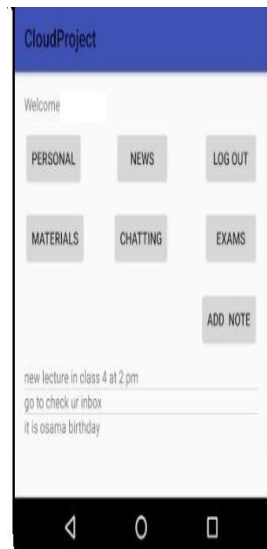 CloudProject
Welcome
PERSONAL NEWS LOG OUT
MATERIALS CHATTING EXAMS
ADD NOTE
new lecture in class 4 at 2 pm
go to check ur inbox
it is osama birthday